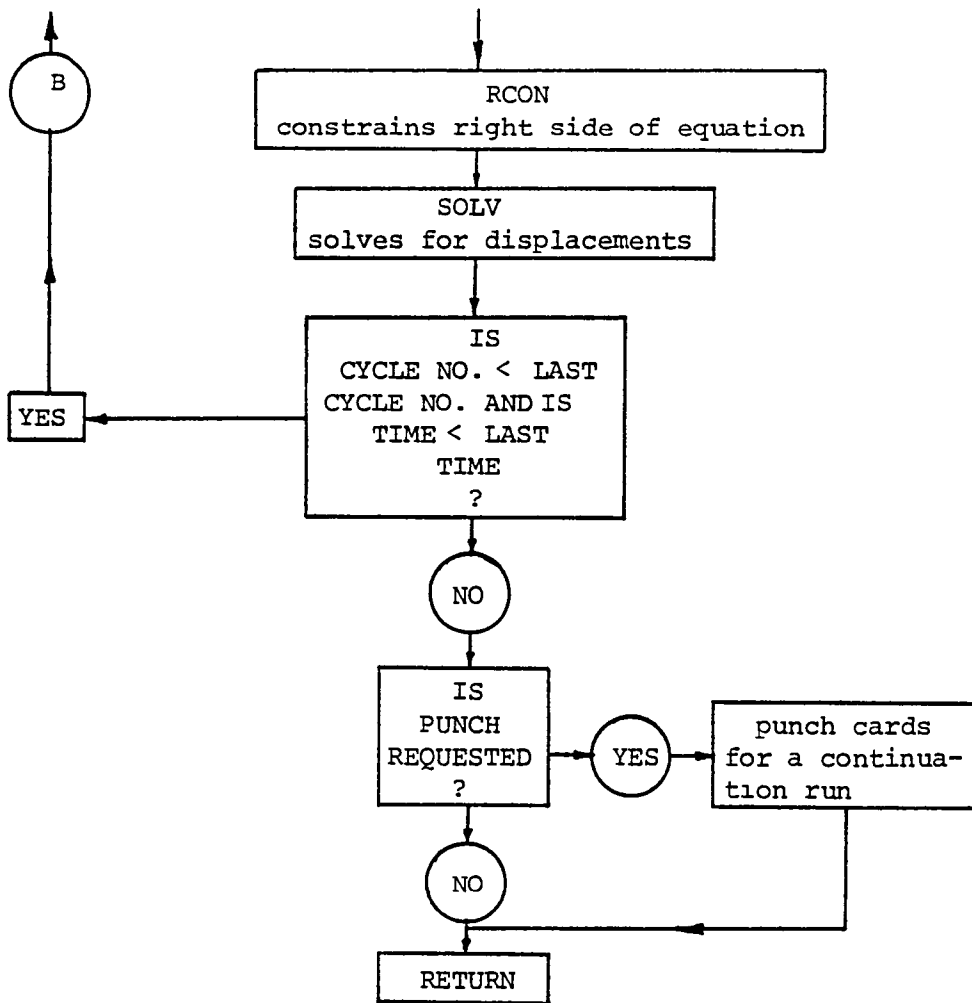 B
RCON
constrains right side of equation
SOLV
solves for displacements
IS
CYCLE NO. < LAST
CYCLE NO. AND IS
TIME < LAST
TIME
?
YES
NO
IS
PUNCH
REQUESTED
?
YES
punch cards
for a continua-
tion run
NO
RETURN